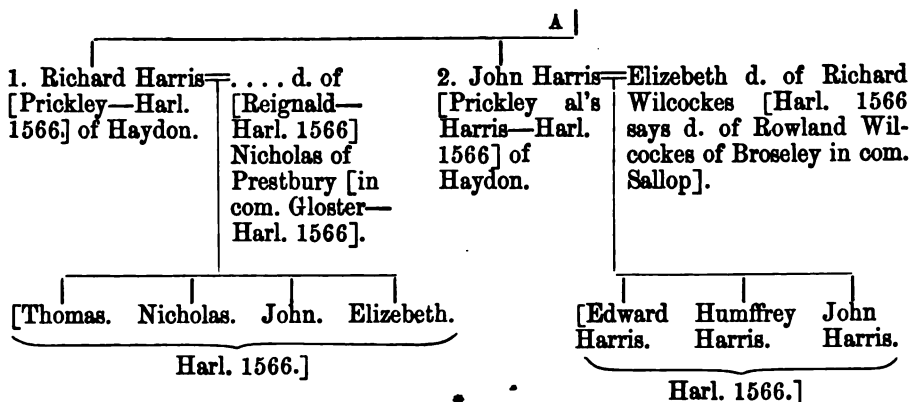 A
1. Richard Harris=. . . . d. of
[Prickley—Harl.
1566.] of Haydon.
[Reignald—
Harl. 1566]
Nicholas of
Prestbury [in
com. Gloster—
Harl. 1566].
2. John Harris=Elizebeth d. of Richard
[Prickley al's
Harris—Harl.
1566] of
Haydon.
Wilcockes [Harl. 1566
says d. of Rowland Wil-
cockes of Broseley in com.
Sallop].
[Thomas. Nicholas. John. Elizebeth.
Harl. 1566.]
[Edward Humffrey John
Harris. Harris. Harris.
Harl. 1566.]